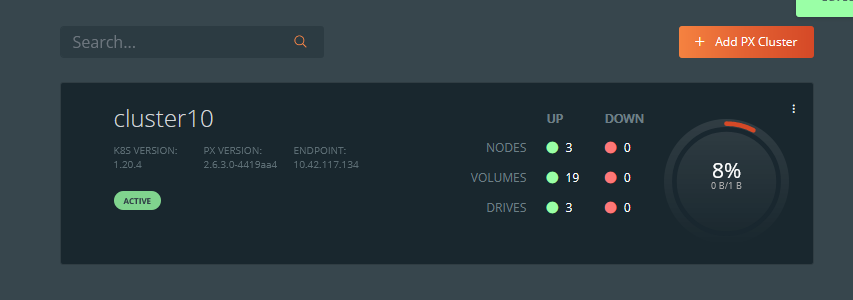 Search...
+ Add PX Cluster
cluster10
UP DOWN
K8S VERSION: PX VERSION: ENDPOINT:
1.20.4 2.6.3.0-4419aa4 10.42.117.134
NODES 3 0
VOLUMES 19 0
DRIVES 3 0
8%
0 B/1 B
ACTIVE